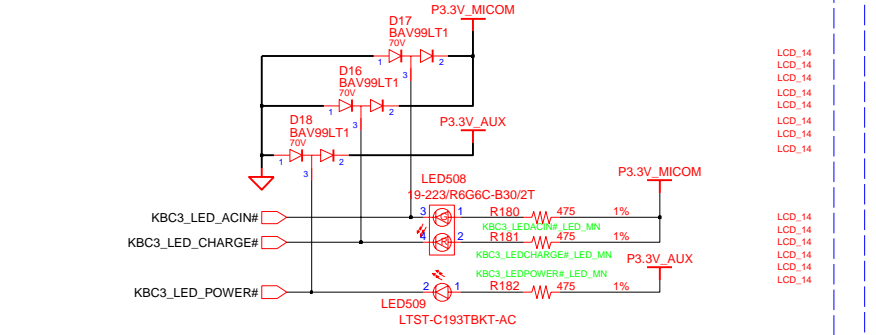 P3.3V_MICOM
D17
BAV99LT1
70V
1
2
3
D16
BAV99LT1
70V
1
2
3
D18
BAV99LT1
70V
1
2
3
P3.3V_AUX
LCD_14
LCD_14
LCD_14
LCD_14
LCD_14
LCD_14
LCD_14
LCD_14
LED508
19-223/R6G6C-B30/2T
P3.3V_MICOM
KBC3_LED_ACIN#
3
G
1
R180
475
1%
KBC3_LEDACIN#_LED_MN
KBC3_LED_CHARGE#
4
R
2
R181
475
1%
KBC3_LEDCHARGE#_LED_MN
P3.3V_AUX
KBC3_LEDPOWER#_LED_MN
KBC3_LED_POWER#
2
1
R182
475
1%
LED509
LTST-C193TBKT-AC
LCD_14
LCD_14
LCD_14
LCD_14
LCD_14
LCD_14